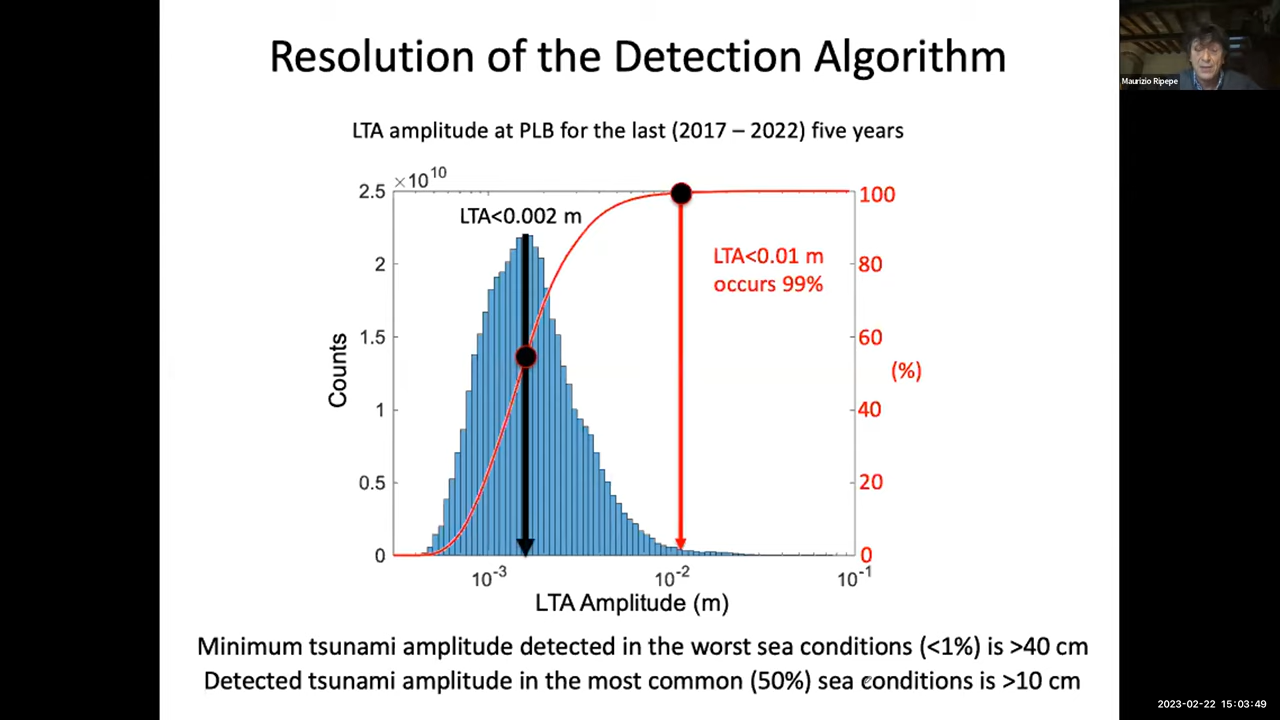 Resolution of the Detection Algorithm
Maurizio Ripepe
LTA amplitude at PLB for the last (2017 – 2022) five years
×10^10
2.5
2
1.5
1
0.5
0
Counts
LTA<0.002 m
LTA<0.01 m
occurs 99%
100
80
60
40
20
0
(%)
10^-3
10^-2
10^-1
LTA Amplitude (m)
Minimum tsunami amplitude detected in the worst sea conditions (<1%) is >40 cm
Detected tsunami amplitude in the most common (50%) sea conditions is >10 cm
2023-02-22 15:03:49